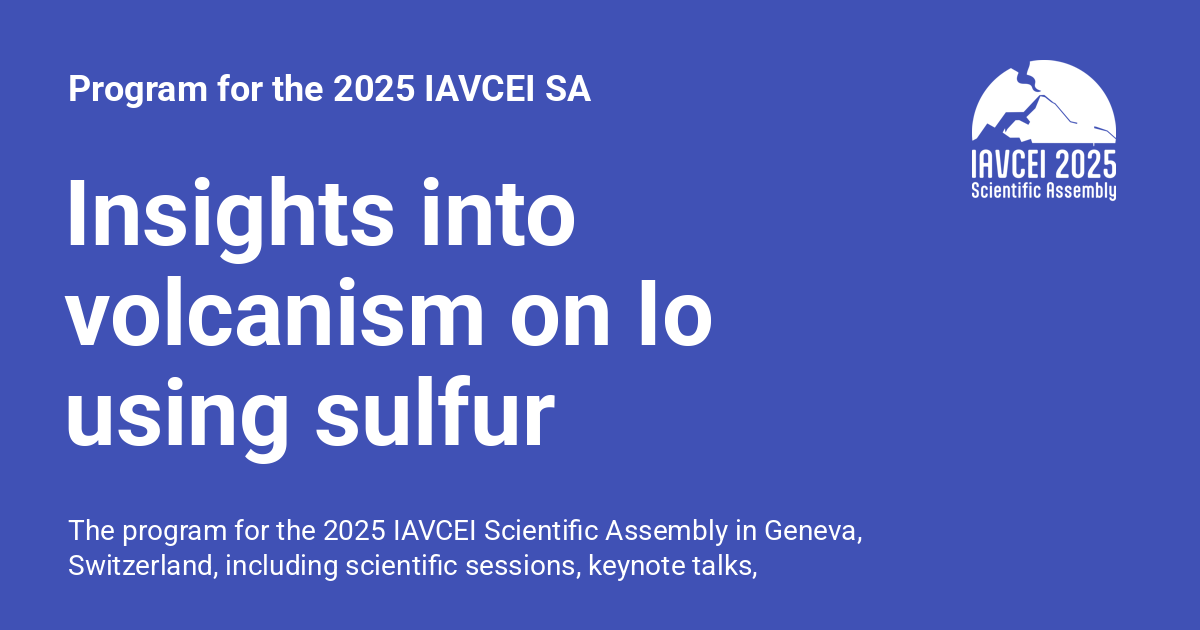 Program for the 2025 IAVCEI SA
IAVCEI 2025
Scientific Assembly
Insights into
volcanism on Io
using sulfur
The program for the 2025 IAVCEI Scientific Assembly in Geneva,
Switzerland, including scientific sessions, keynote talks,